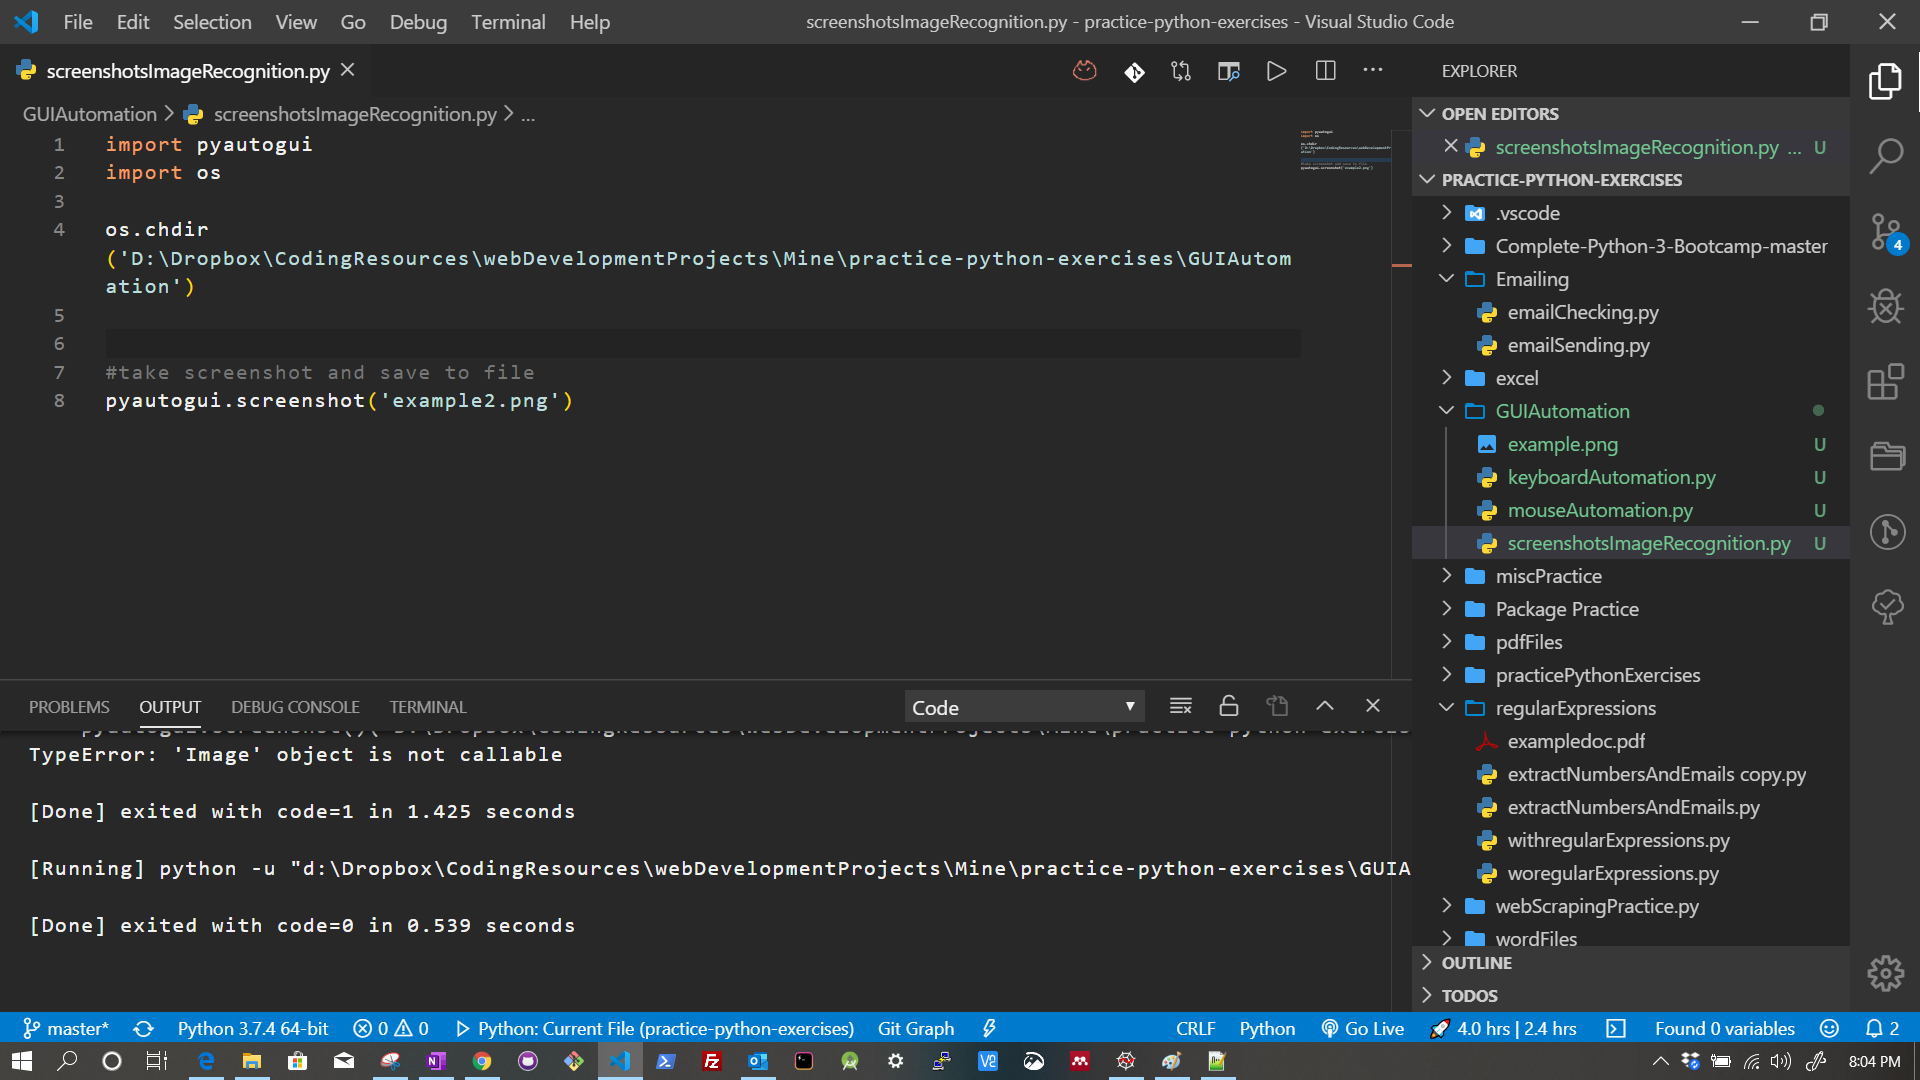 File Edit Selection View Go Debug Terminal Help
screenshotsImageRecognition.py - practice-python-exercises - Visual Studio Code
screenshotsImageRecognition.py
GUIAutomation > screenshotsImageRecognition.py > ...
1 import pyautogui
2 import os
3
4 os.chdir
('D:\Dropbox\CodingResources\webDevelopmentProjects\Mine\practice-python-exercises\GUIAutom
ation')
5
6
7 #take screenshot and save to file
8 pyautogui.screenshot('example2.png')
PROBLEMS OUTPUT DEBUG CONSOLE TERMINAL
Code
TypeError: 'Image' object is not callable
[Done] exited with code=1 in 1.425 seconds
[Running] python -u "d:\Dropbox\CodingResources\webDevelopmentProjects\Mine\practice-python-exercises\GUIA
[Done] exited with code=0 in 0.539 seconds
EXPLORER
OPEN EDITORS
screenshotsImageRecognition.py ... U
PRACTICE-PYTHON-EXERCISES
.vscode
Complete-Python-3-Bootcamp-master
Emailing
emailChecking.py
emailSending.py
excel
GUIAutomation
example.png U
keyboardAutomation.py U
mouseAutomation.py U
screenshotsImageRecognition.py U
miscPractice
Package Practice
pdfFiles
practicePythonExercises
regularExpressions
exampledoc.pdf
extractNumbersAndEmails copy.py
extractNumbersAndEmails.py
withregularExpressions.py
woregularExpressions.py
webScrapingPractice.py
wordFiles
OUTLINE
TODOS
4
master* Python 3.7.4 64-bit 0 0 Python: Current File (practice-python-exercises) Git Graph CRLF Python Go Live 4.0 hrs | 2.4 hrs Found 0 variables 2
8:04 PM